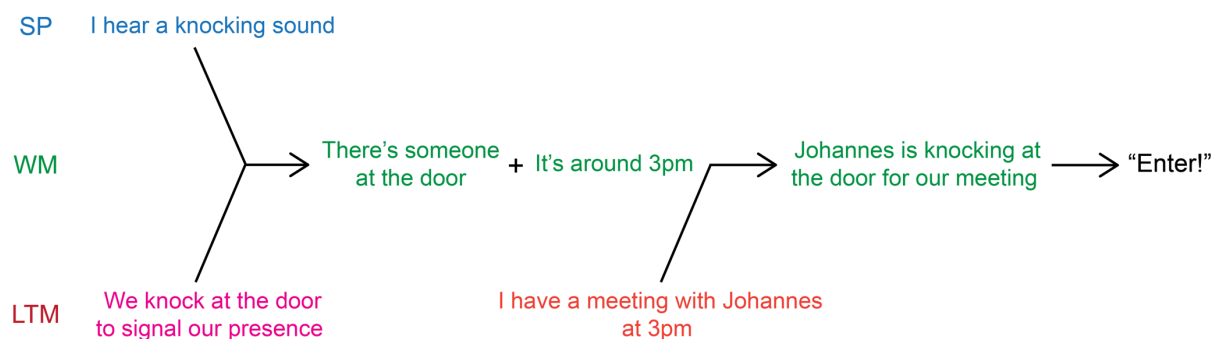 SP I hear a knocking sound
WM There's someone
at the door + It's around 3pm Johannes is knocking at
the door for our meeting “Enter!”
LTM We knock at the door
to signal our presence
I have a meeting with Johannes
at 3pm